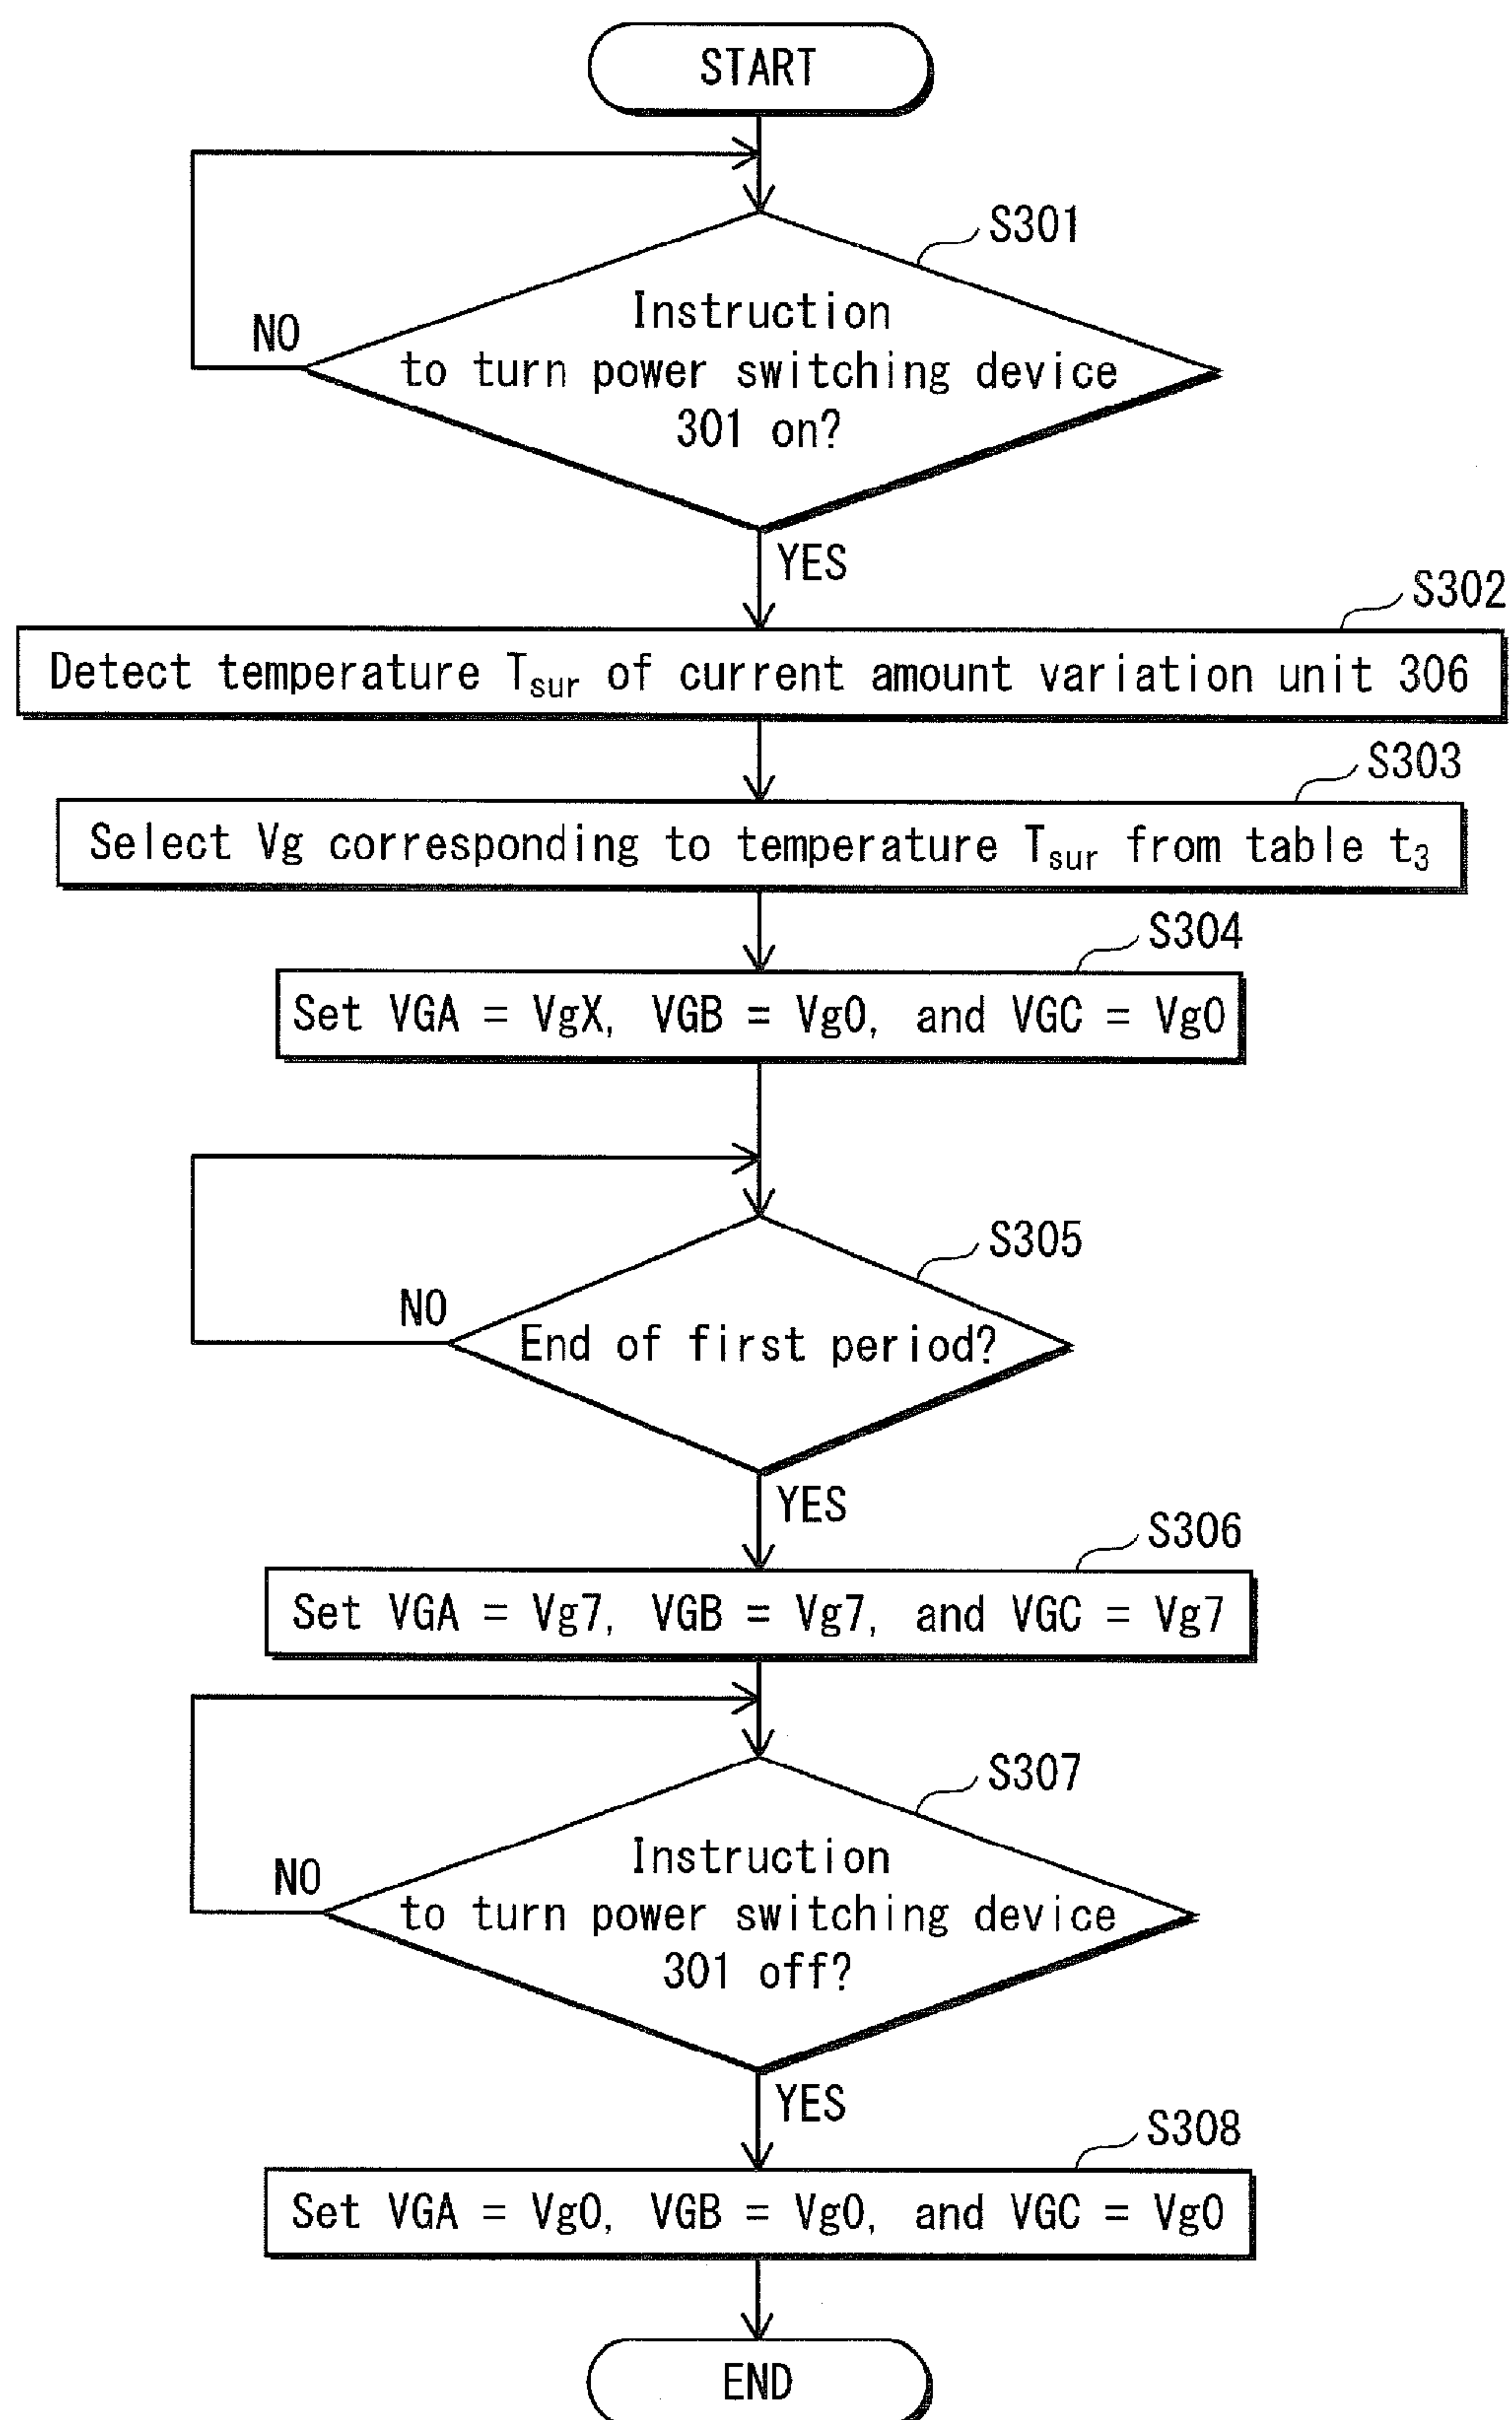 START
S301
Instruction
NO
to turn power switching device
301 on?
YES
S302
Detect temperature Tsur of current amount variation unit 306
S303
Select Vg corresponding to temperature Tsur from table t3
S304
Set VGA = VgX, VGB = Vg0, and VGC = Vg0
S305
NO
End of first period?
YES
S306
Set VGA = Vg7, VGB = Vg7, and VGC = Vg7
S307
Instruction
NO
to turn power switching device
301 off?
YES
S308
Set VGA = Vg0, VGB = Vg0, and VGC = Vg0
END